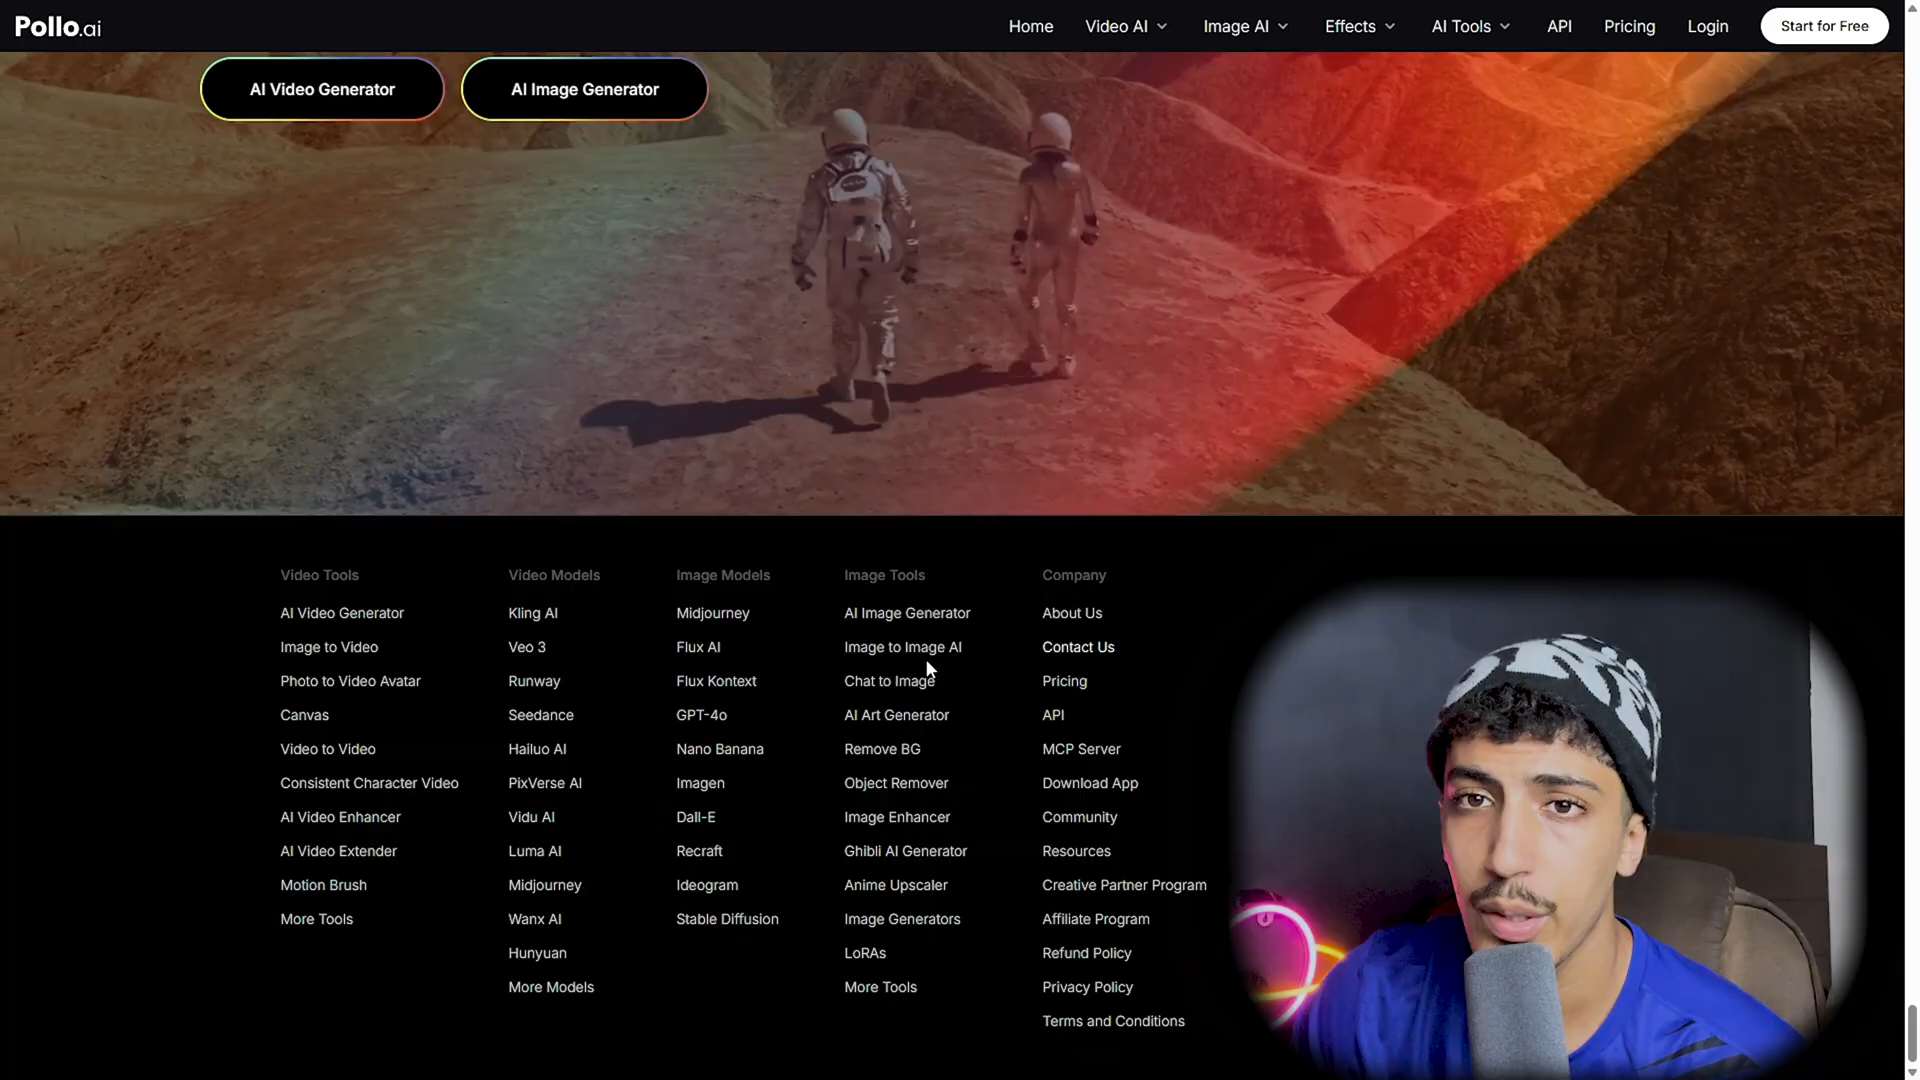 Pollo.ai
Home Video AI Image AI Effects AI Tools API Pricing Login Start for Free
AI Video Generator AI Image Generator
Video Tools
AI Video Generator
Image to Video
Photo to Video Avatar
Canvas
Video to Video
Consistent Character Video
AI Video Enhancer
AI Video Extender
Motion Brush
More Tools
Video Models
Kling AI
Veo 3
Runway
Seedance
Hailuo AI
PixVerse AI
Vidu AI
Luma AI
Midjourney
Wanx AI
Hunyuan
More Models
Image Models
Midjourney
Flux AI
Flux Kontext
GPT-4o
Nano Banana
Imagen
Dall-E
Recraft
Ideogram
Stable Diffusion
Image Tools
AI Image Generator
Image to Image AI
Chat to Image
AI Art Generator
Remove BG
Object Remover
Image Enhancer
Ghibli AI Generator
Anime Upscaler
Image Generators
LoRAs
More Tools
Company
About Us
Contact Us
Pricing
API
MCP Server
Download App
Community
Resources
Creative Partner Program
Affiliate Program
Refund Policy
Privacy Policy
Terms and Conditions